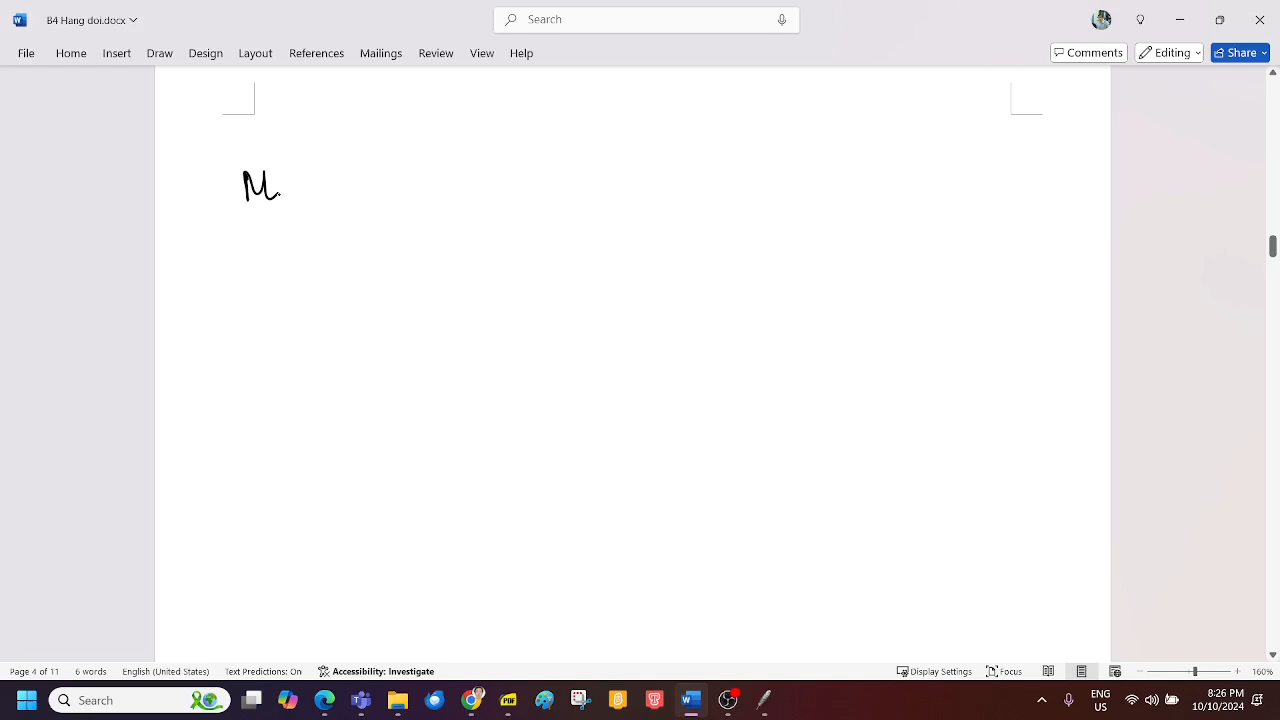 B4 Hang doi.docx
Search
File Home Insert Draw Design Layout References Mailings Review View Help
Comments Editing Share
M
Page 4 of 11 6 words English (United States) Text Predictions: On Accessibility: Investigate
Display Settings Focus 160%
Search PDF ENG US 8:26 PM 10/10/2024